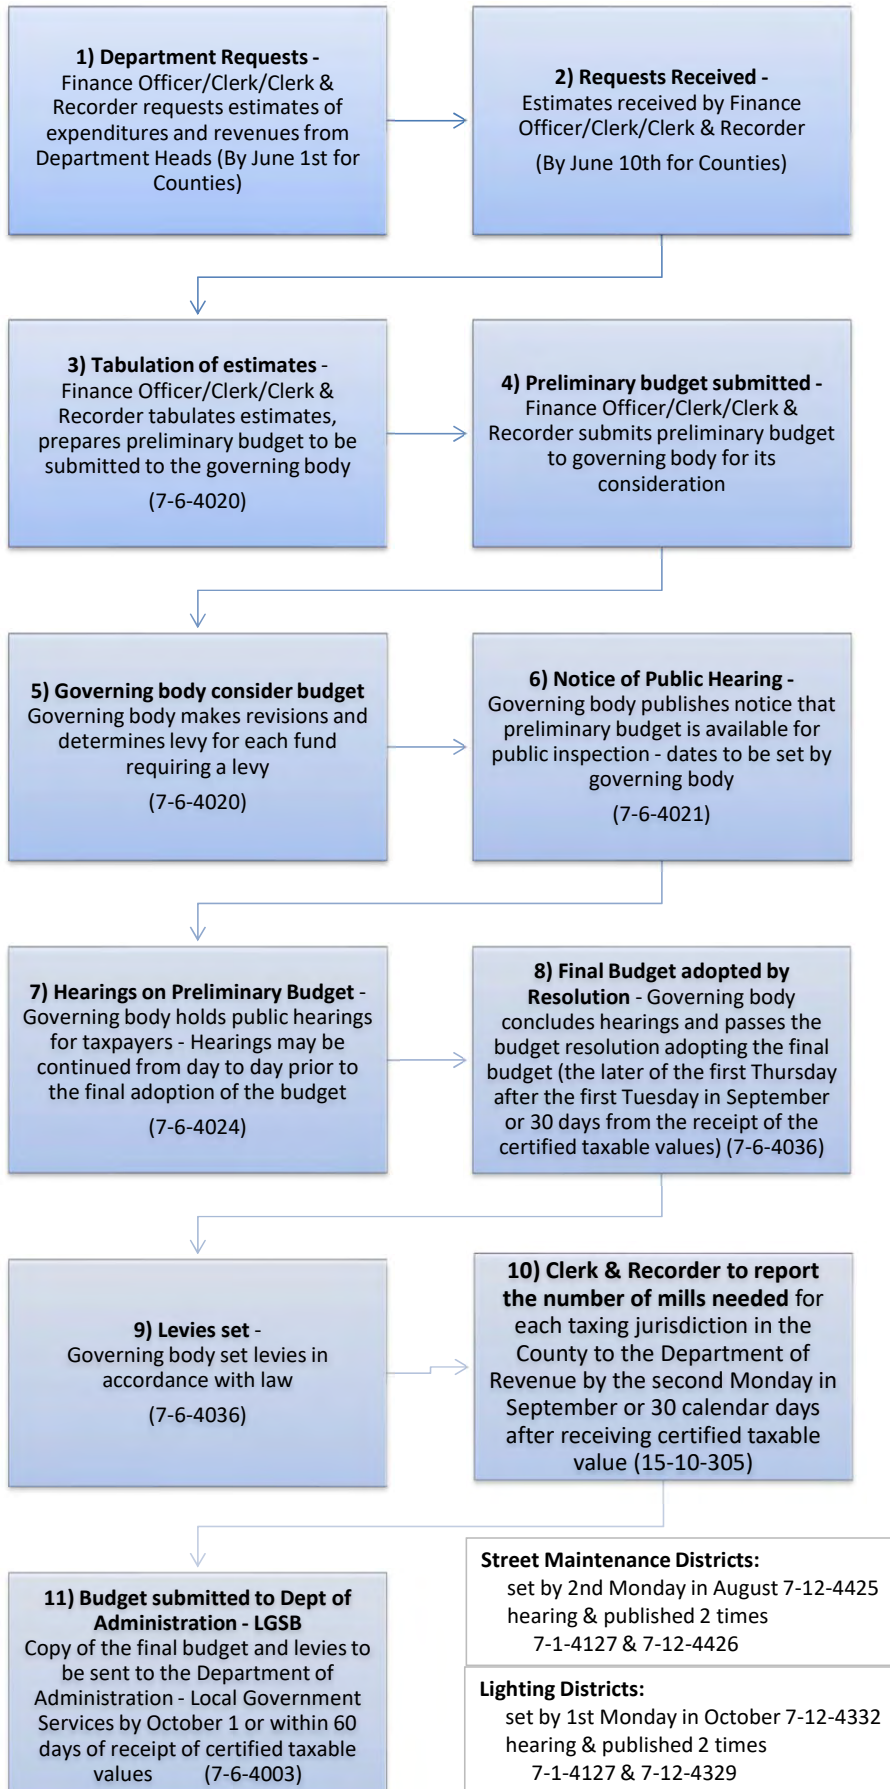 1) Department Requests -
Finance Officer/Clerk/Clerk &
Recorder requests estimates of
expenditures and revenues from
Department Heads (By June 1st for
Counties)
2) Requests Received -
Estimates received by Finance
Officer/Clerk/Clerk & Recorder
(By June 10th for Counties)
3) Tabulation of estimates -
Finance Officer/Clerk/Clerk &
Recorder tabulates estimates,
prepares preliminary budget to be
submitted to the governing body
(7-6-4020)
4) Preliminary budget submitted -
Finance Officer/Clerk/Clerk &
Recorder submits preliminary budget
to governing body for its
consideration
5) Governing body consider budget
Governing body makes revisions and
determines levy for each fund
requiring a levy
(7-6-4020)
6) Notice of Public Hearing -
Governing body publishes notice that
preliminary budget is available for
public inspection - dates to be set by
governing body
(7-6-4021)
7) Hearings on Preliminary Budget -
Governing body holds public hearings
for taxpayers - Hearings may be
continued from day to day prior to
the final adoption of the budget
(7-6-4024)
8) Final Budget adopted by
Resolution - Governing body
concludes hearings and passes the
budget resolution adopting the final
budget (the later of the first Thursday
after the first Tuesday in September
or 30 days from the receipt of the
certified taxable values) (7-6-4036)
9) Levies set -
Governing body set levies in
accordance with law
(7-6-4036)
10) Clerk & Recorder to report
the number of mills needed for
each taxing jurisdiction in the
County to the Department of
Revenue by the second Monday in
September or 30 calendar days
after receiving certified taxable
value (15-10-305)
11) Budget submitted to Dept of
Administration - LGSB
Copy of the final budget and levies to
be sent to the Department of
Administration - Local Government
Services by October 1 or within 60
days of receipt of certified taxable
values (7-6-4003)
Street Maintenance Districts:
set by 2nd Monday in August 7-12-4425
hearing & published 2 times
7-1-4127 & 7-12-4426
Lighting Districts:
set by 1st Monday in October 7-12-4332
hearing & published 2 times
7-1-4127 & 7-12-4329